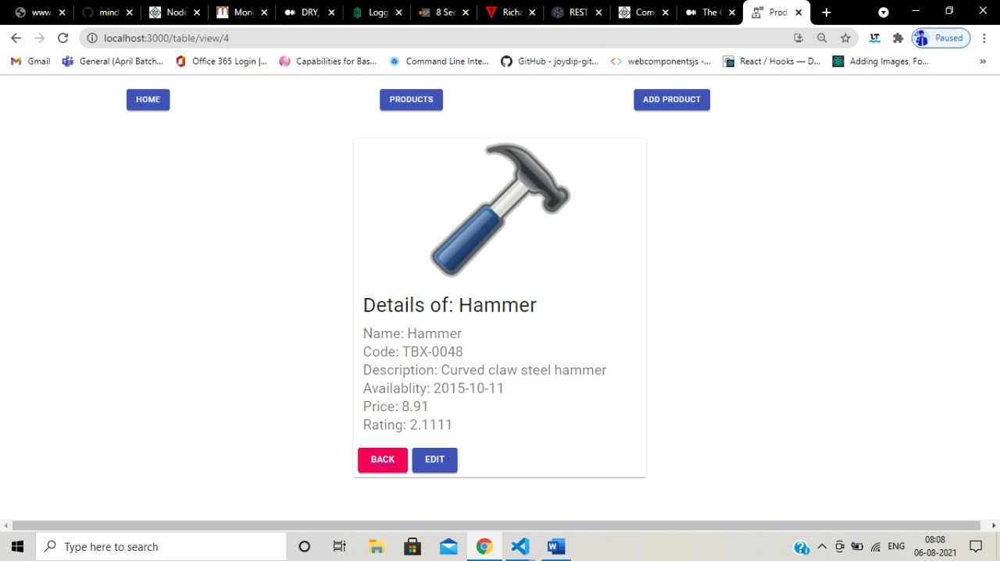 www.
mind
Node
Mong
DRY,
Logg
8 Sec
Richa
REST
Comp
The C
Prod
localhost:3000/table/view/4
LT
Paused
Gmail
General (April Batch...
Office 365 Login |...
Capabilities for Bas...
Command Line Inte...
GitHub - joydip-git...
webcomponentsjs -...
React / Hooks — D...
Adding Images, Fo...
»
HOME
PRODUCTS
ADD PRODUCT
Details of: Hammer
Name: Hammer
Code: TBX-0048
Description: Curved claw steel hammer
Availablity: 2015-10-11
Price: 8.91
Rating: 2.1111
BACK
EDIT
Type here to search
ENG
08:08
06-08-2021